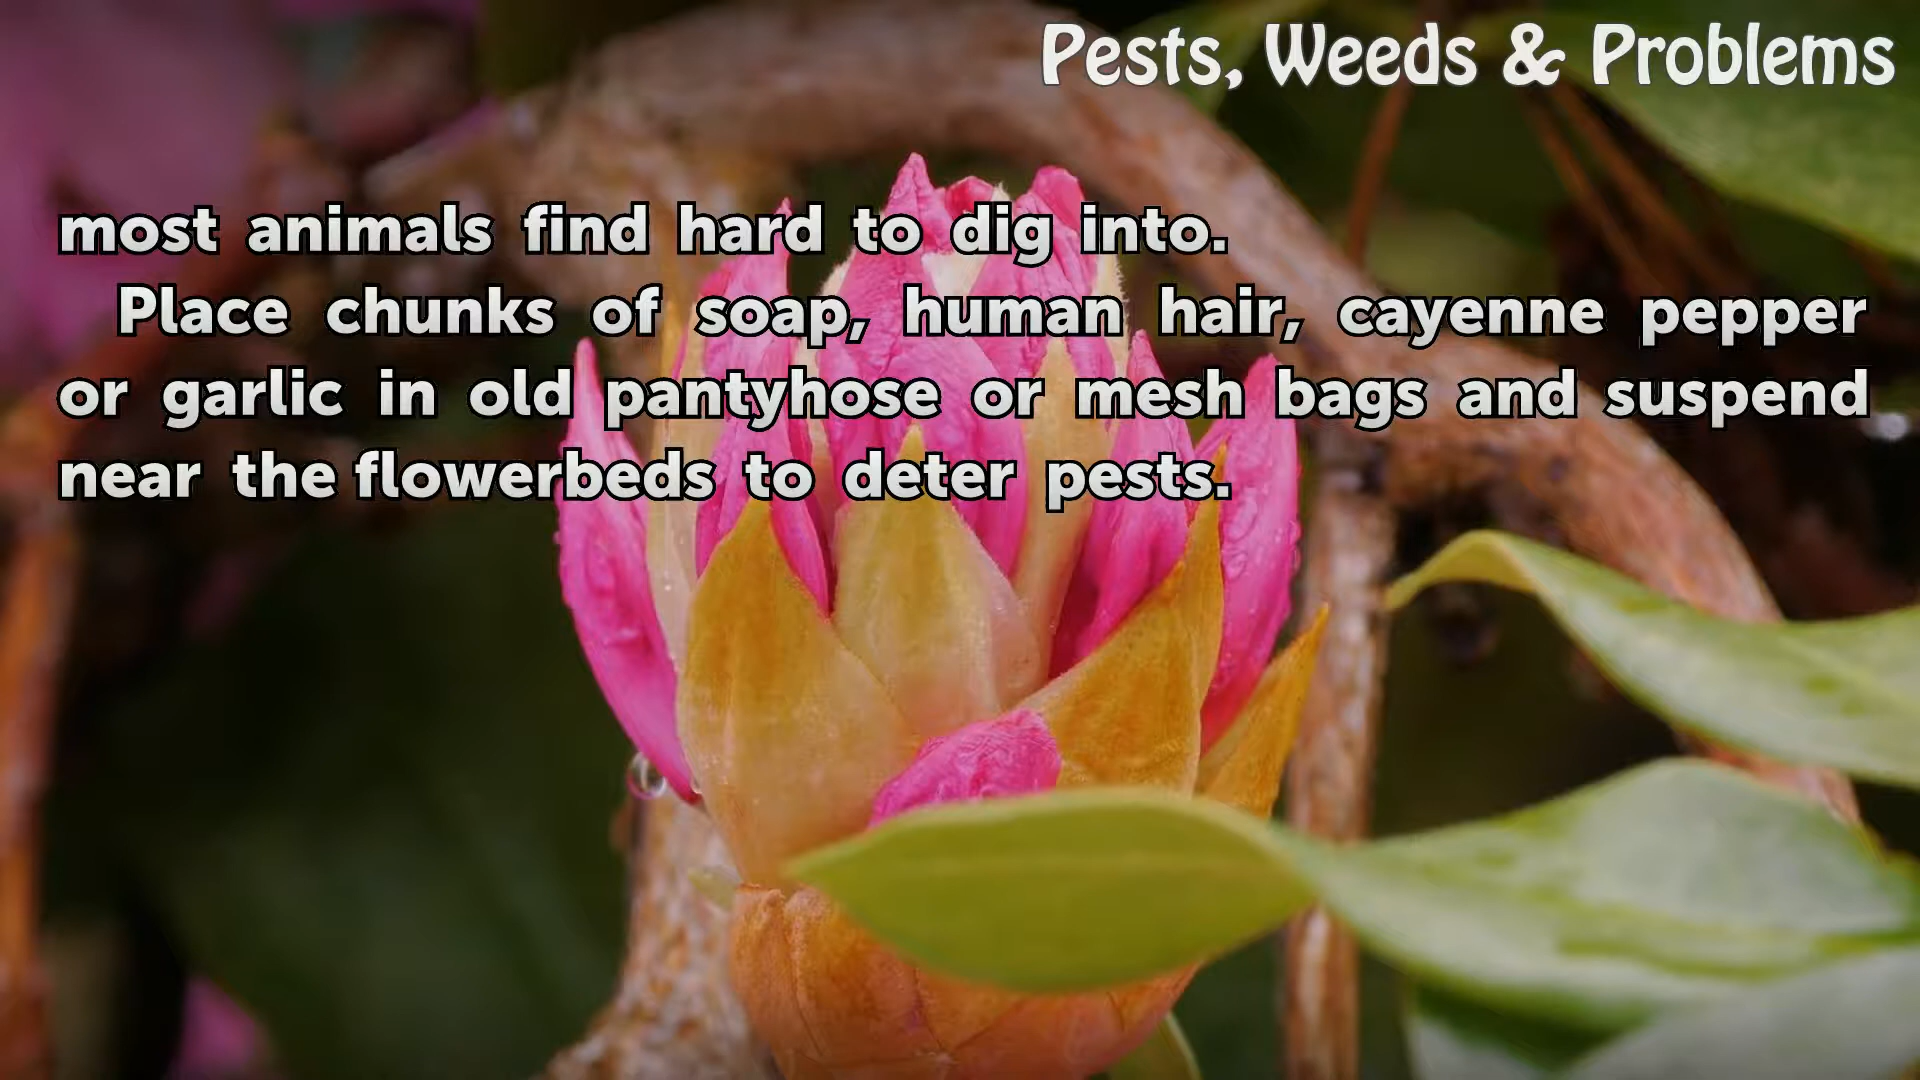 Pests, Weeds & Problems
most animals find hard to dig into.
Place chunks of soap, human hair, cayenne pepper
or garlic in old pantyhose or mesh bags and suspend
near the flowerbeds to deter pests.